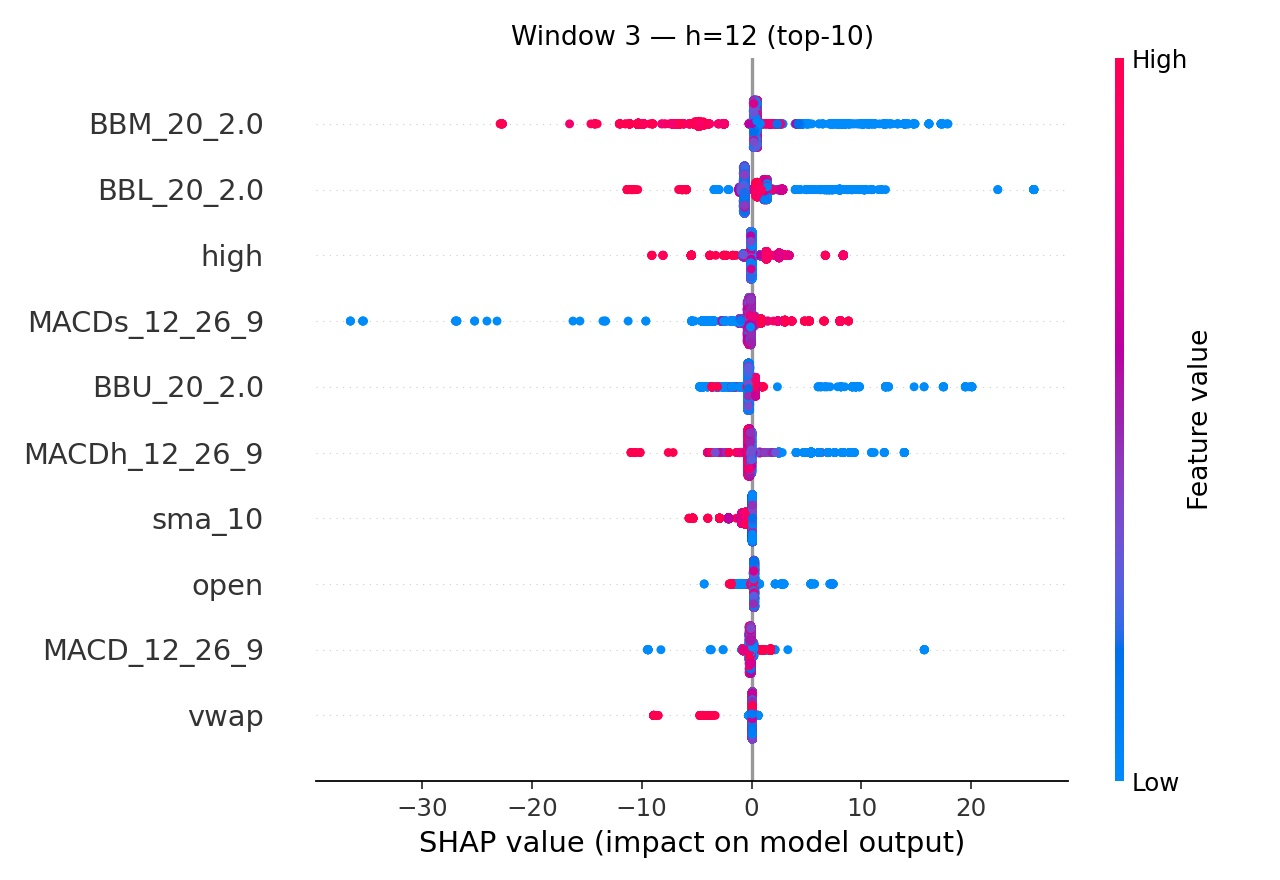 Window 3 — h=12 (top-10)
High
BBM_20_2.0
BBL_20_2.0
high
MACDs_12_26_9
BBU_20_2.0
MACDh_12_26_9
sma_10
open
MACD_12_26_9
vwap
Feature value
Low
−30
−20
−10
0
10
20
SHAP value (impact on model output)